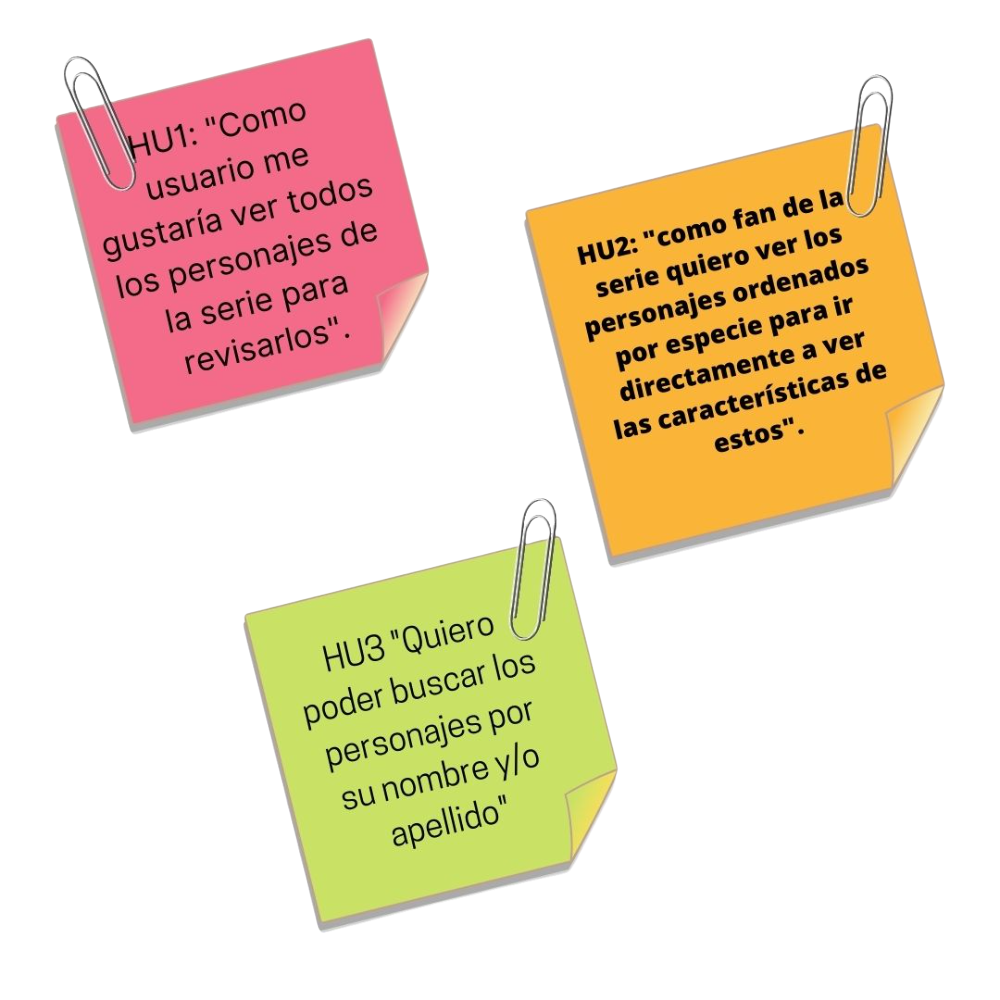 HU1: "Como
usuario me
gustaría ver todos
los personajes de
la serie para
revisarlos".
HU2: "como fan de la
serie quiero ver los
personajes ordenados
por especie para ir
directamente a ver
las características de
estos".
HU3 "Quiero
poder buscar los
personajes por
su nombre y/o
apellido"